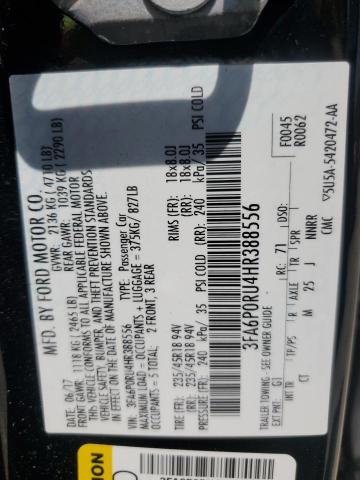 MFD. BY FORD MOTOR CO.
DATE: 06/17 GVWR: 2136 KG/ 4710 LB)
FRONT GAWR: 1118 KG (2465 LB) REAR GAWR: 1039 KG (2290 LB)
THIS VEHICLE CONFORMS TO ALL APPLICABLE FEDERAL MOTOR
VEHICLE SAFETY, BUMPER, AND THEFT PREVENTION STANDARDS
IN EFFECT ON THE DATE OF MANUFACTURE SHOWN ABOVE.
VIN: 3FA6P0RU4HR388556 TYPE: Passenger Car
MAXIMUM LOAD = OCCUPANTS + LUGGAGE = 375KG/ 827LB
OCCUPANTS = 5 TOTAL: 2 FRONT, 3 REAR
TIRE (FR): 235/45R18 94V RIMS (FR): 18x8.0J
(RR): 235/45R18 94V (RR): 18x8.0J
PRESSURE (FR): 240 kPa/ 35 PSI COLD (RR): 240 kPa/ 35 PSI COLD
3FA6P0RU4HR388556
F0045
R0062
TRAILER TOWING - SEE OWNER GUIDE
EXT PNT: G1 RC: 71 DSO:
INT TR TP/PS R AXLE TR SPR
CT M 25 J NNRR
CMC V5U5A-5420472-AA